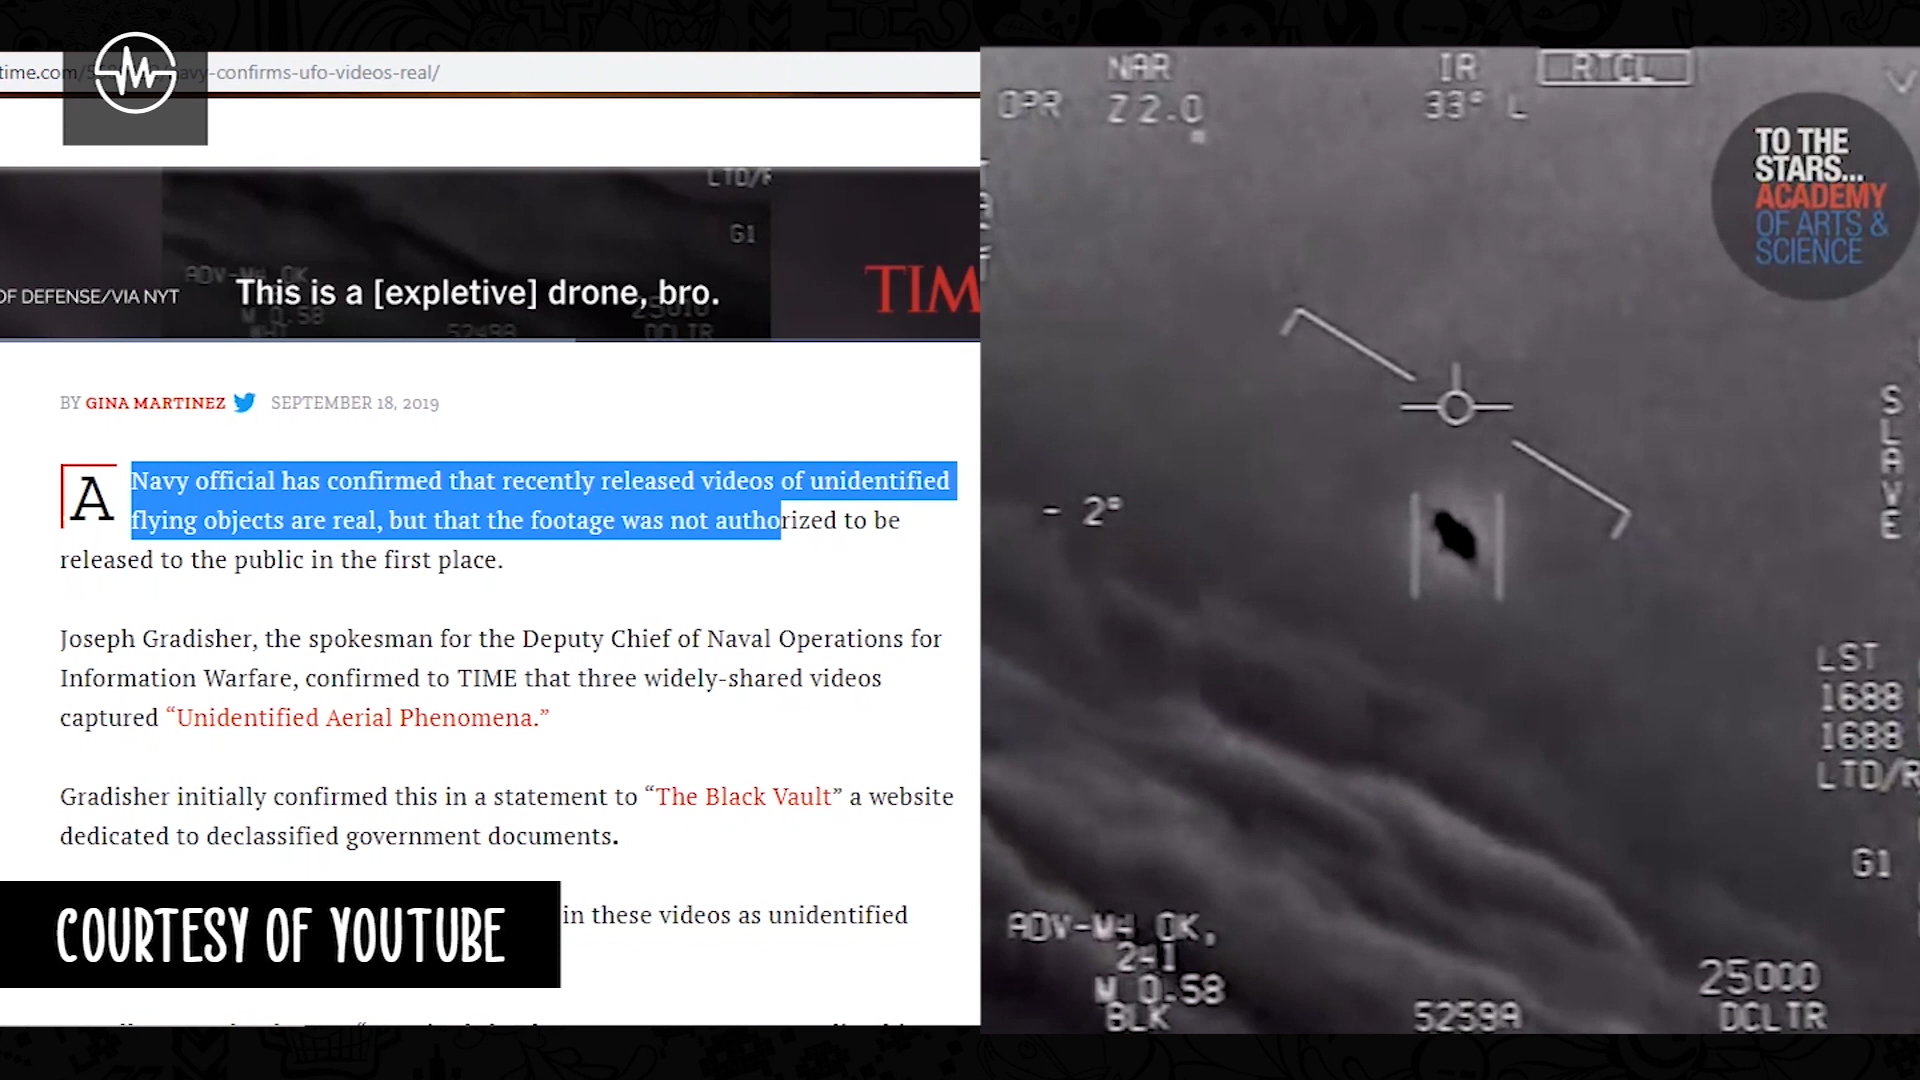 time.com/
avy-confirms-ufo-videos-real/
LTD/R
G1
OF DEFENSE/VIA NYT
This is a [expletive] drone, bro.
TIM
M 0.58
25010
52498
DCLTR
BY GINA MARTINEZ
SEPTEMBER 18, 2019
A Navy official has confirmed that recently released videos of unidentified
flying objects are real, but that the footage was not authorized to be
released to the public in the first place.
Joseph Gradisher, the spokesman for the Deputy Chief of Naval Operations for
Information Warfare, confirmed to TIME that three widely-shared videos
captured “Unidentified Aerial Phenomena.”
Gradisher initially confirmed this in a statement to “The Black Vault” a website
dedicated to declassified government documents.
in these videos as unidentified
COURTESY OF YOUTUBE
NAR
IR
RTCL
OPR
Z 2.0
33° L
V
TO THE
STARS...
ACADEMY
OF ARTS &
SCIENCE
- 2°
SLAVE
LST
1688
1688
LTD/R
G1
ADV-M4 OK,
241
M 0.58
BLK
52598
25000
DCLTR